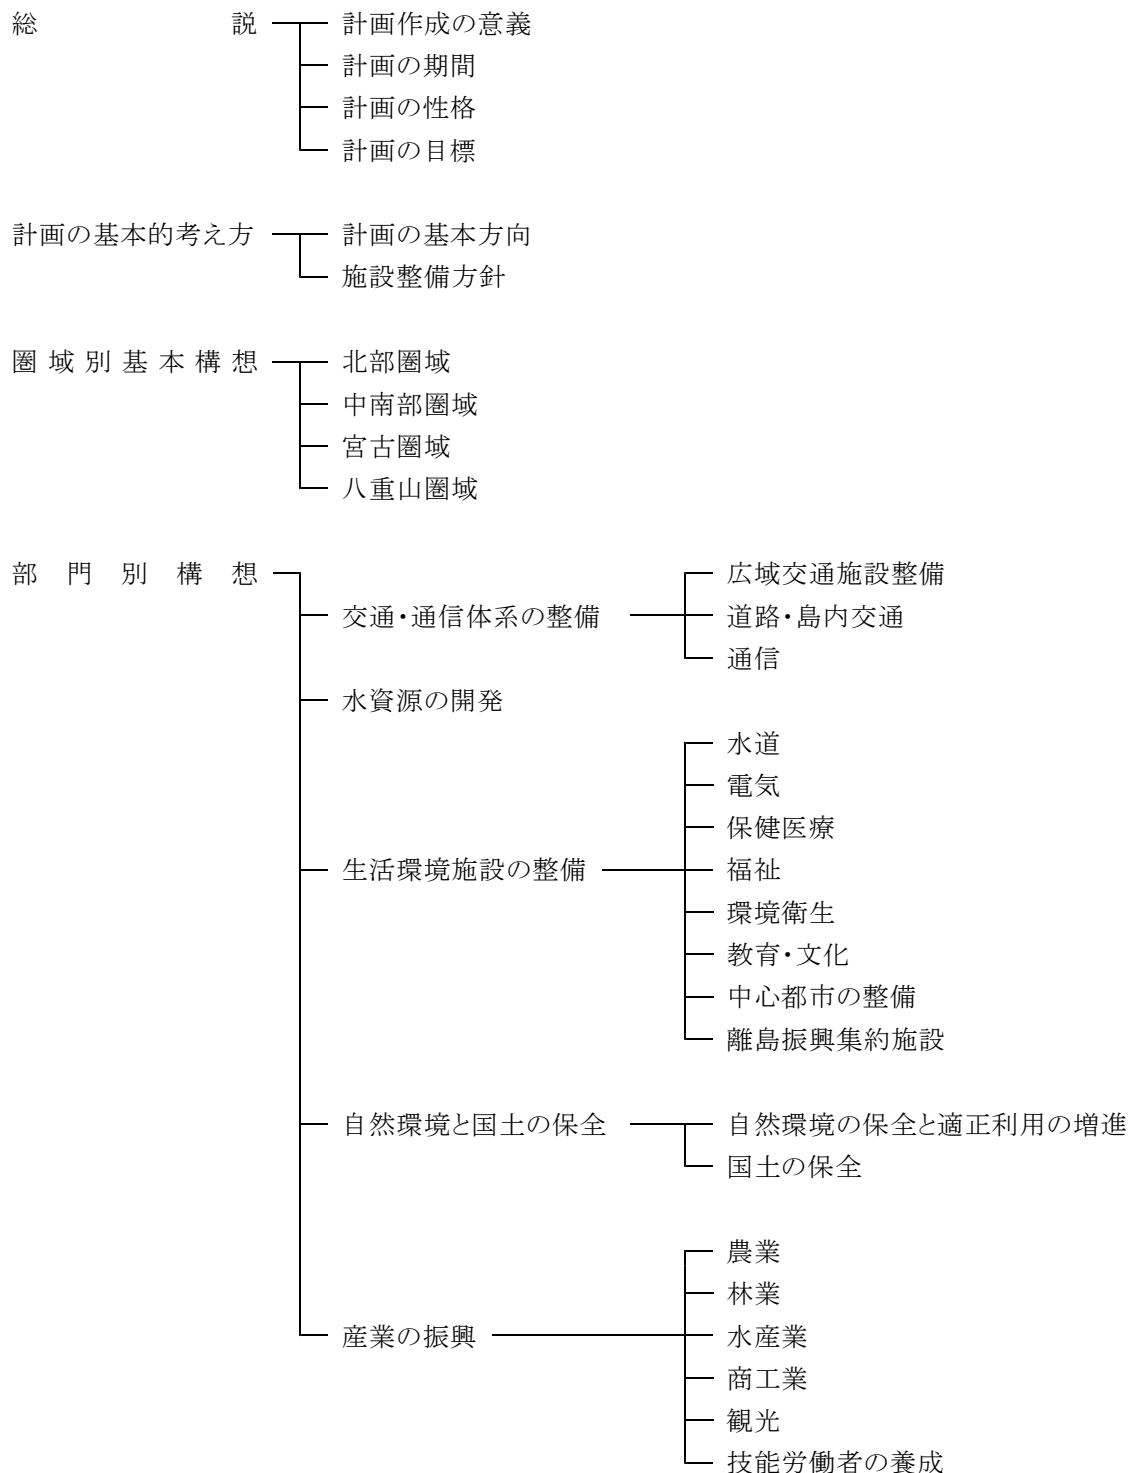 総説 計画作成の意義
計画の期間
計画の性格
計画の目標
計画の基本的考え方 計画の基本方向
施設整備方針
圏域別基本構想 北部圏域
中南部圏域
宮古圏域
八重山圏域
部門別構想 広域交通施設整備
交通・通信体系の整備 道路・島内交通
通信
水資源の開発
水道
電気
保健医療
生活環境施設の整備 福祉
環境衛生
教育・文化
中心都市の整備
離島振興集約施設
自然環境と国土の保全 自然環境の保全と適正利用の増進
国土の保全
農業
林業
産業の振興 水産業
商工業
観光
技能労働者の養成